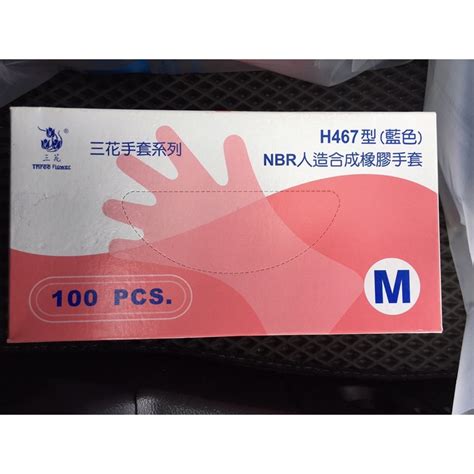 三花
Three Flower
®
三花手套系列
H467型(藍色)
NBR人造合成橡膠手套
100 PCS.
M